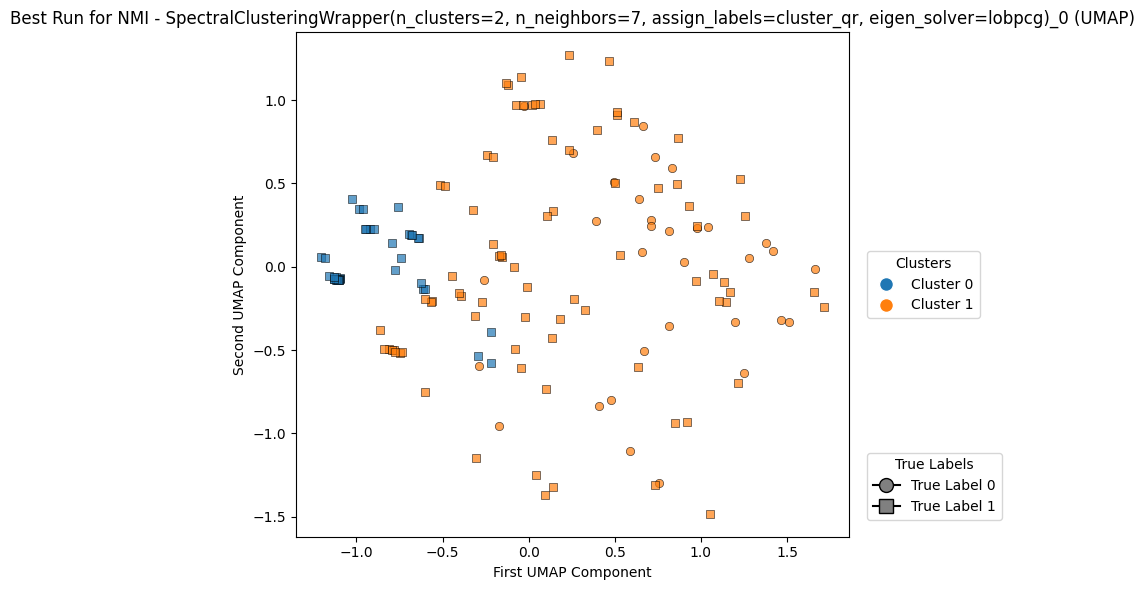 Best Run for NMI - SpectralClusteringWrapper(n_clusters=2, n_neighbors=7, assign_labels=cluster_qr, eigen_solver=lobpcg)_0 (UMAP)
Second UMAP Component
1.0
0.5
0.0
−0.5
−1.0
−1.5
−1.0
−0.5
0.0
0.5
1.0
1.5
First UMAP Component
Clusters
Cluster 0
Cluster 1
True Labels
True Label 0
True Label 1